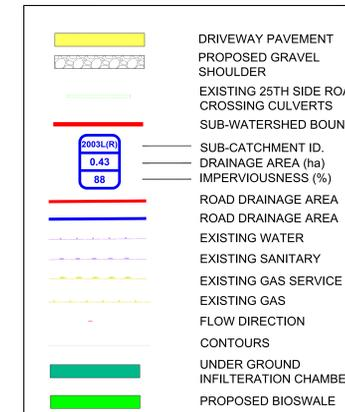 DRIVEWAY PAVEMENT
PROPOSED GRAVEL
SHOULDER
EXISTING 25TH SIDE ROA
CROSSING CULVERTS
SUB-WATERSHED BOUN
2003L(R)
SUB-CATCHMENT ID.
0.43
DRAINAGE AREA (ha)
88
IMPERVIOUSNESS (%)
ROAD DRAINAGE AREA
ROAD DRAINAGE AREA
EXISTING WATER
EXISTING SANITARY
EXISTING GAS SERVICE
EXISTING GAS
FLOW DIRECTION
CONTOURS
UNDER GROUND
INFILTERATION CHAMBE
PROPOSED BIOSWALE